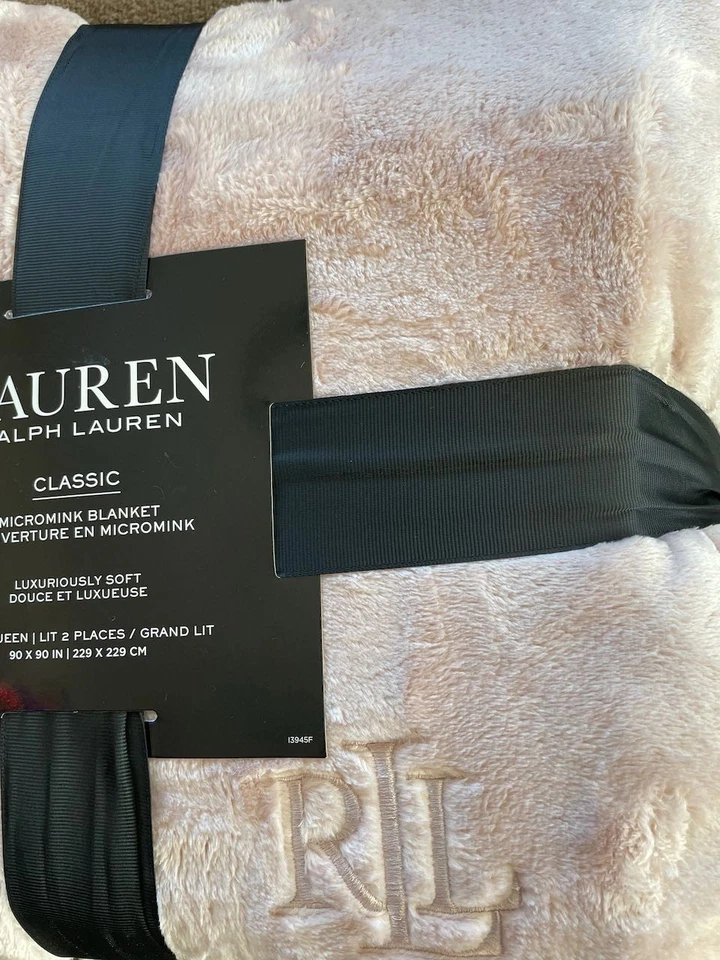 AUREN
ALPH LAUREN
CLASSIC
MICROMINK BLANKET
VERTURE EN MICROMINK
LUXURIOUSLY SOFT
DOUCE ET LUXUEUSE
UEEN | LIT 2 PLACES / GRAND LIT
90 X 90 IN | 229 X 229 CM
I3945F
RLL